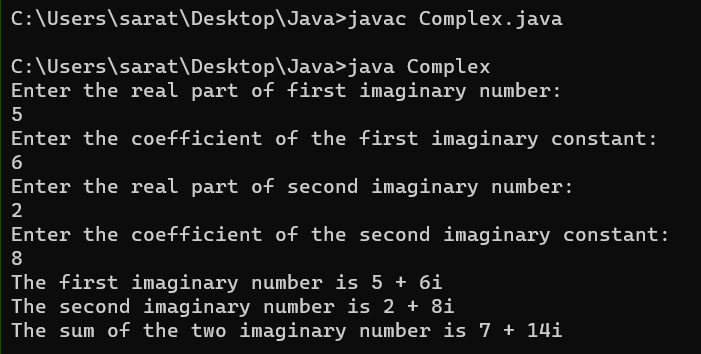 C:\Users\sarat\Desktop\Java>javac Complex.java
C:\Users\sarat\Desktop\Java>java Complex
Enter the real part of first imaginary number:
5
Enter the coefficient of the first imaginary constant:
6
Enter the real part of second imaginary number:
2
Enter the coefficient of the second imaginary constant:
8
The first imaginary number is 5 + 6i
The second imaginary number is 2 + 8i
The sum of the two imaginary number is 7 + 14i